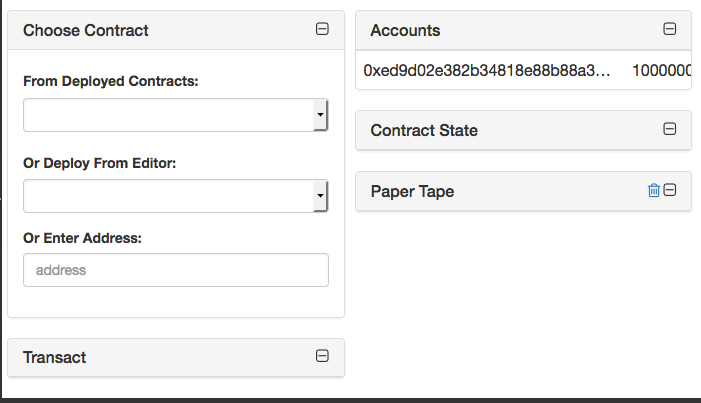 Choose Contract
From Deployed Contracts:
Or Deploy From Editor:
Or Enter Address:
address
Transact
Accounts
0xed9d02e382b34818e88b88a3... 1000000
Contract State
Paper Tape